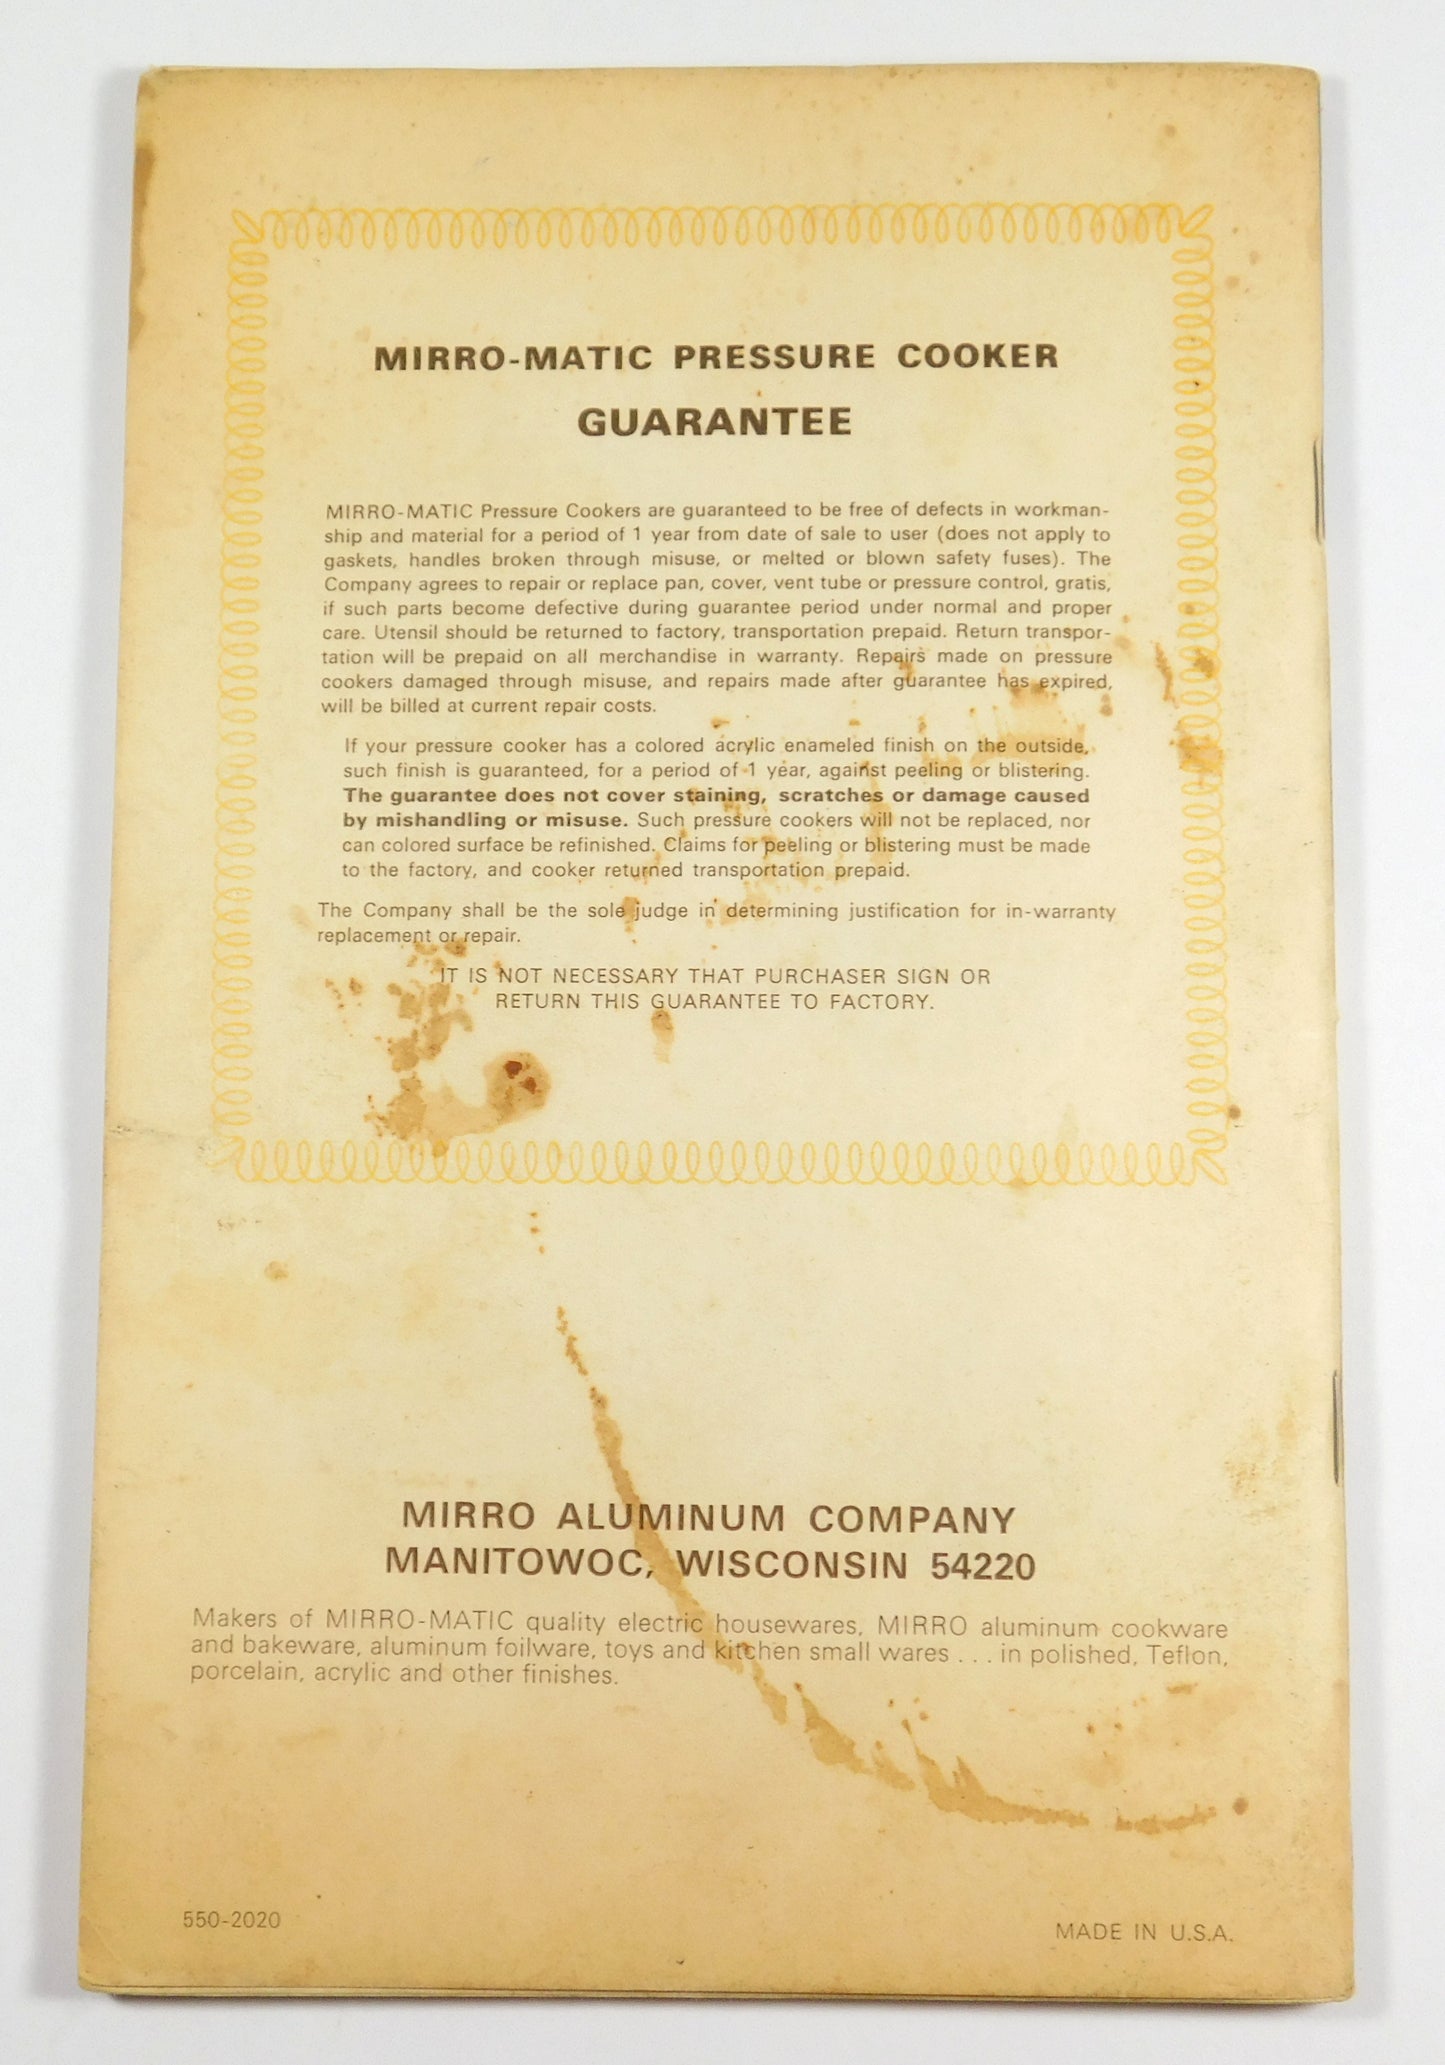 MIRRO-MATIC PRESSURE COOKER
GUARANTEE
MIRRO-MATIC Pressure Cookers are guaranteed to be free of defects in workman-
ship and material for a period of 1 year from date of sale to user (does not apply to
gaskets, handles broken through misuse, or melted or blown safety fuses). The
Company agrees to repair or replace pan, cover, vent tube or pressure control, gratis,
if such parts become defective during guarantee period under normal and proper
care. Utensil should be returned to factory, transportation prepaid. Return transpor-
tation will be prepaid on all merchandise in warranty. Repairs made on pressure
cookers damaged through misuse, and repairs made after guarantee has expired,
will be billed at current repair costs.
If your pressure cooker has a colored acrylic enameled finish on the outside,
such finish is guaranteed, for a period of 1 year, against peeling or blistering.
The guarantee does not cover staining, scratches or damage caused
by mishandling or misuse. Such pressure cookers will not be replaced, nor
can colored surface be refinished. Claims for peeling or blistering must be made
to the factory, and cooker returned transportation prepaid.
The Company shall be the sole judge in determining justification for in-warranty
replacement or repair.
IT IS NOT NECESSARY THAT PURCHASER SIGN OR
RETURN THIS GUARANTEE TO FACTORY.
MIRRO ALUMINUM COMPANY
MANITOWOC, WISCONSIN 54220
Makers of MIRRO-MATIC quality electric housewares, MIRRO aluminum cookware
and bakeware, aluminum foilware, toys and kitchen small wares . . . in polished, Teflon,
porcelain, acrylic and other finishes.
550-2020
MADE IN U.S.A.